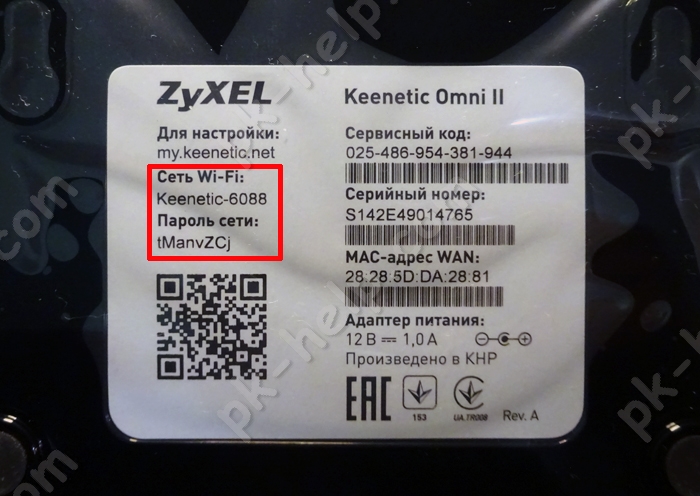 ZyXEL
Для настройки:
my.keenetic.net
Сеть Wi-Fi:
Keenetic-6088
Пароль сети:
tManvZCj
Keenetic Omni II
Сервисный код:
025-486-954-381-944
Серийный номер:
S142E49014765
MAC-адрес WAN:
28:28:5D:DA:28:81
Адаптер питания:
12 В 1,0 А
Произведено в КНР
EAC
153
UA.TR008
Rev. A
pk-help.com